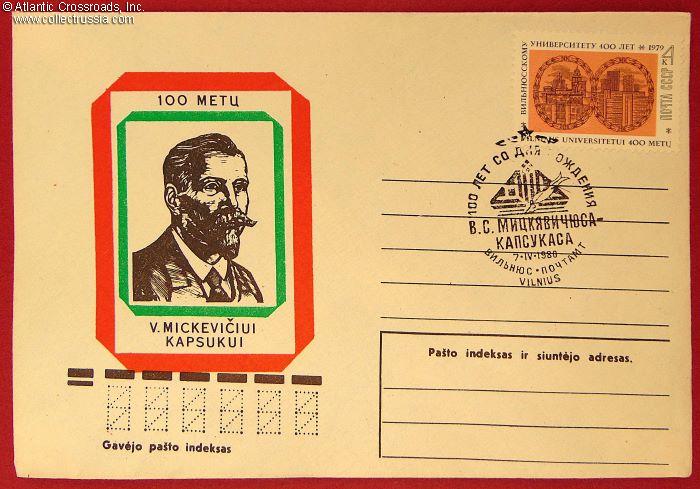 © Atlantic Crossroads, Inc.
www.collectrussia.com
100 METŲ
V. MICKEVIČIUI
KAPSUKUI
Gavėjo pašto indeksas
ВИЛЬНЮССКОМУ УНИВЕРСИТЕТУ 400 ЛЕТ * 1979
4 К
ПОЧТА СССР
UNIVERSITETUI 400 METŲ
100 ЛЕТ СО ДНЯ РОЖДЕНИЯ
В.С. МИЦКЯВИЧЮСА-
КАПСУКАСА
7·IV·1980
ВИЛЬНЮС · ПОЧТАМТ
VILNIUS
Pašto indeksas ir siuntėjo adresas.